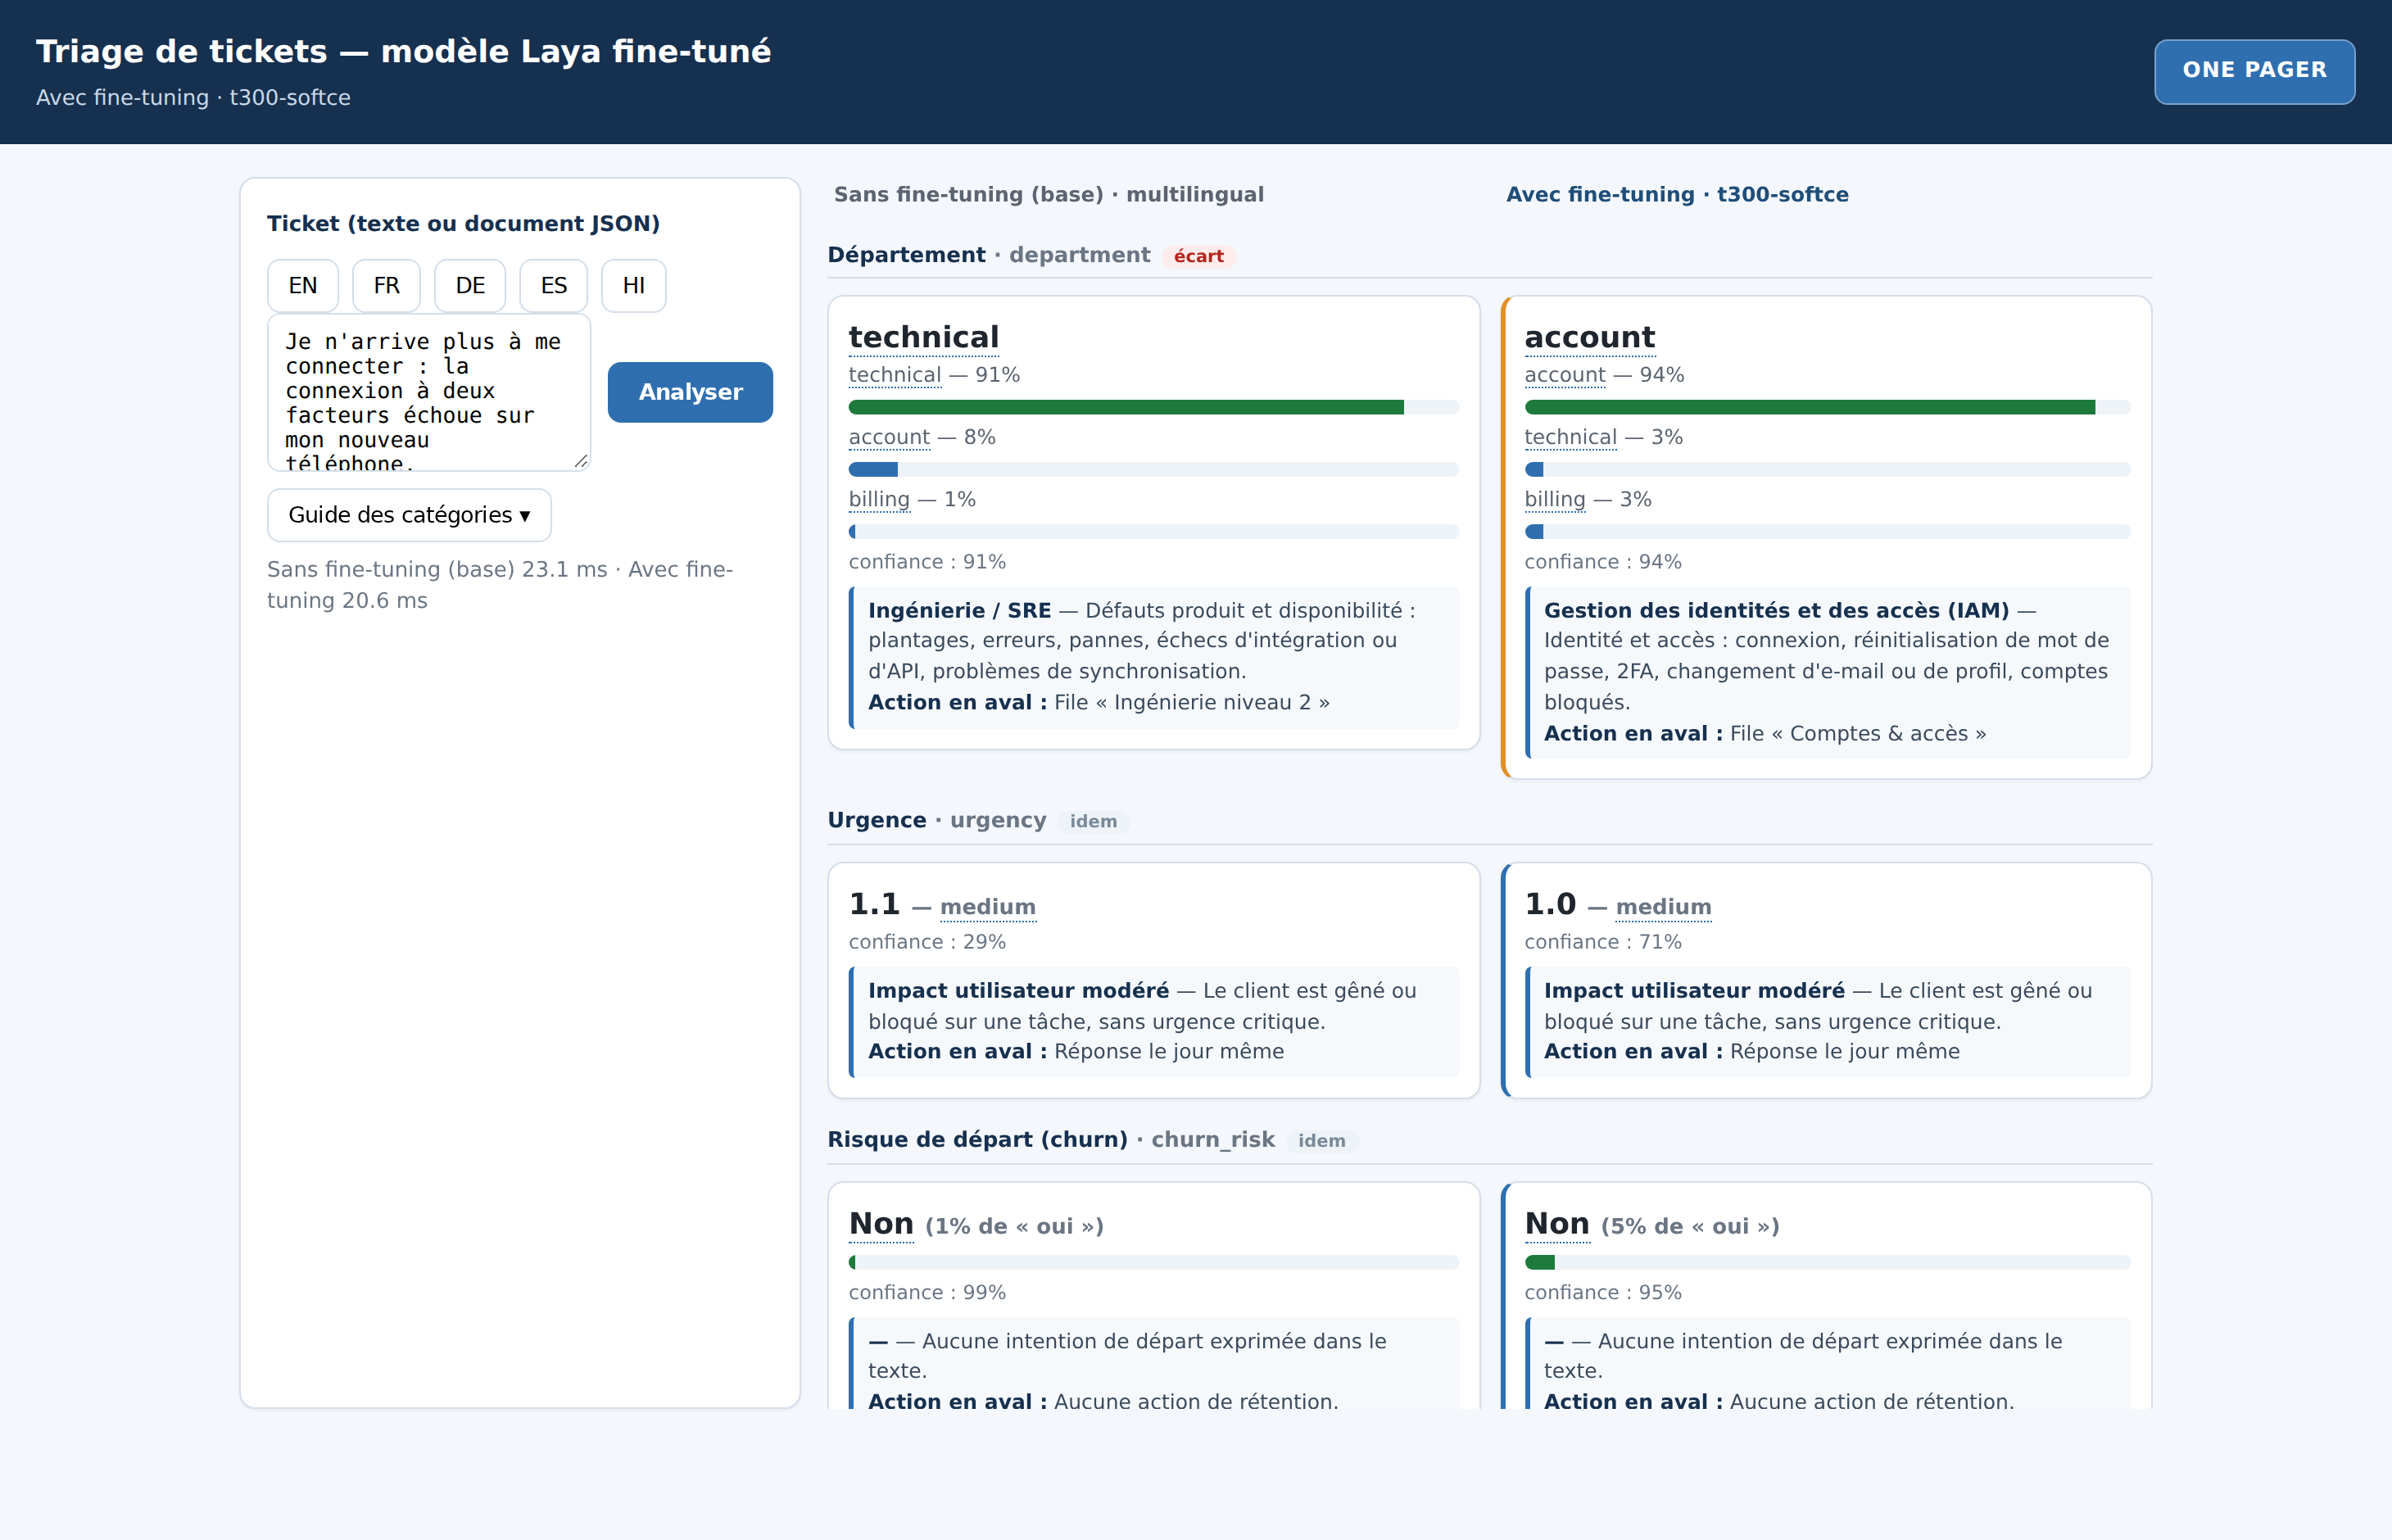 Triage de tickets — modèle Laya fine-tuné
Avec fine-tuning · t300-softce
ONE PAGER
Ticket (texte ou document JSON)
EN FR DE ES HI
Je n'arrive plus à me
connecter : la
connexion à deux
facteurs échoue sur
mon nouveau
téléphone.
Analyser
Guide des catégories ▾
Sans fine-tuning (base) 23.1 ms · Avec fine-
tuning 20.6 ms
Sans fine-tuning (base) · multilingual
Avec fine-tuning · t300-softce
Département · department écart
technical
technical — 91%
account — 8%
billing — 1%
confiance : 91%
Ingénierie / SRE — Défauts produit et disponibilité :
plantages, erreurs, pannes, échecs d'intégration ou
d'API, problèmes de synchronisation.
Action en aval : File « Ingénierie niveau 2 »
account
account — 94%
technical — 3%
billing — 3%
confiance : 94%
Gestion des identités et des accès (IAM) —
Identité et accès : connexion, réinitialisation de mot de
passe, 2FA, changement d'e-mail ou de profil, comptes
bloqués.
Action en aval : File « Comptes & accès »
Urgence · urgency idem
1.1 — medium
confiance : 29%
Impact utilisateur modéré — Le client est gêné ou
bloqué sur une tâche, sans urgence critique.
Action en aval : Réponse le jour même
1.0 — medium
confiance : 71%
Impact utilisateur modéré — Le client est gêné ou
bloqué sur une tâche, sans urgence critique.
Action en aval : Réponse le jour même
Risque de départ (churn) · churn_risk idem
Non (1% de « oui »)
confiance : 99%
— — Aucune intention de départ exprimée dans le
texte.
Action en aval : Aucune action de rétention.
Non (5% de « oui »)
confiance : 95%
— — Aucune intention de départ exprimée dans le
texte.
Action en aval : Aucune action de rétention.